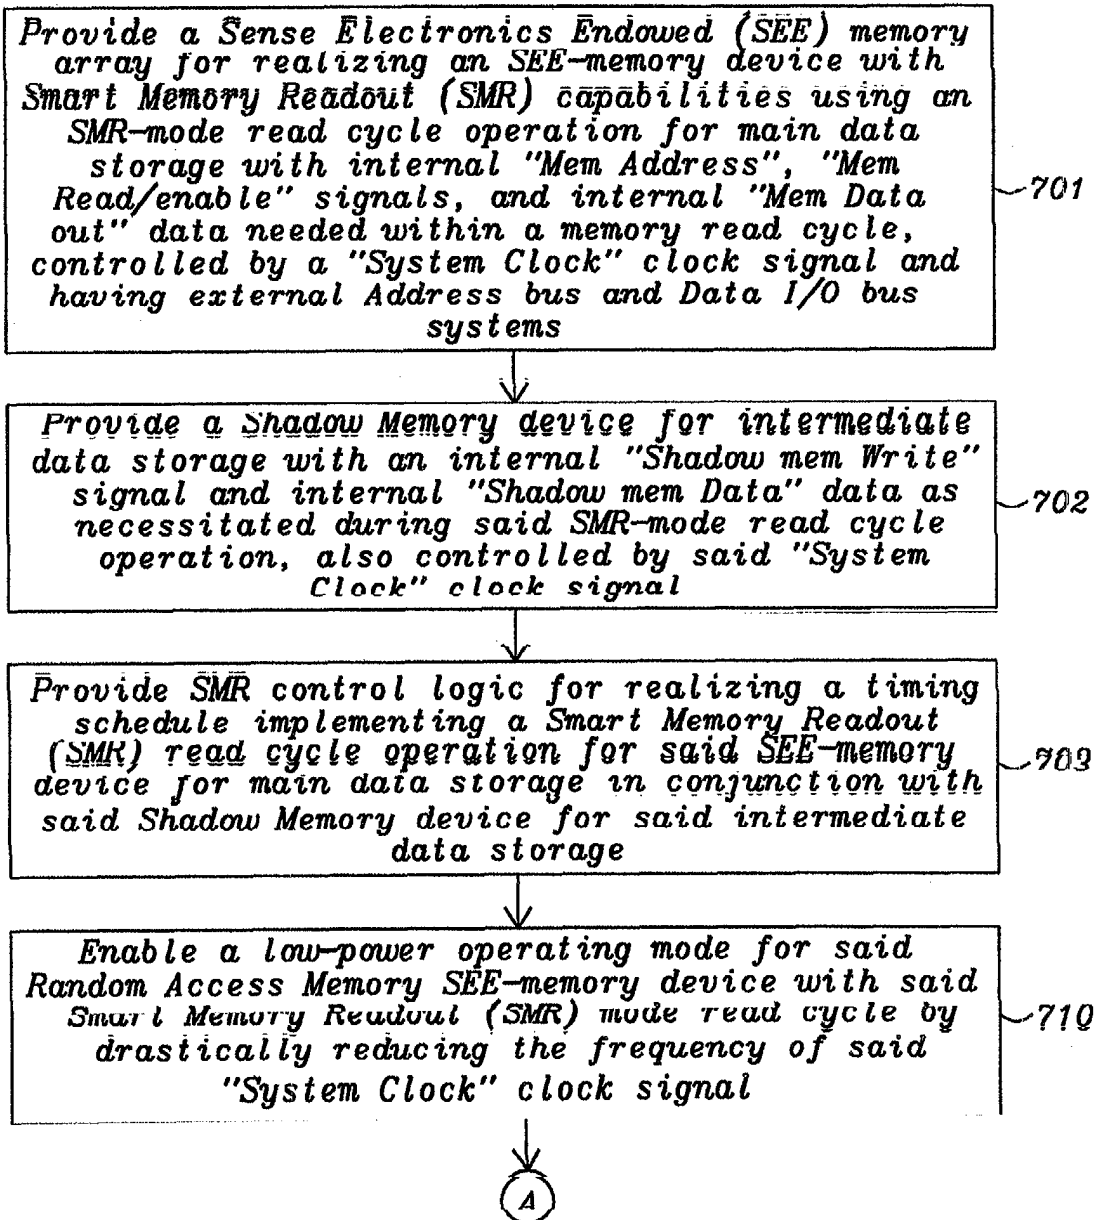 Provide a Sense Electronics Endowed (SEE) memory
array for realizing an SEE-memory device with
Smart Memory Readout (SMR) capabilities using an
SMR-mode read cycle operation for main data
storage with internal "Mem Address", "Mem
Read/enable" signals, and internal "Mem Data
out" data needed within a memory read cycle,
controlled by a "System Clock" clock signal and
having external Address bus and Data I/O bus
systems
701
Provide a Shadow Memory device for intermediate
data storage with an internal "Shadow mem Write"
signal and internal "Shadow mem Data" data as
necessitated during said SMR-mode read cycle
operation, also controlled by said "System
Clock" clock signal
702
Provide SMR control logic for realizing a timing
schedule implementing a Smart Memory Readout
(SMR) read cycle operation for said SEE-memory
device for main data storage in conjunction with
said Shadow Memory device for said intermediate
data storage
703
Enable a low-power operating mode for said
Random Access Memory SEE-memory device with said
Smart Memory Readout (SMR) mode read cycle by
drastically reducing the frequency of said
"System Clock" clock signal
710
A